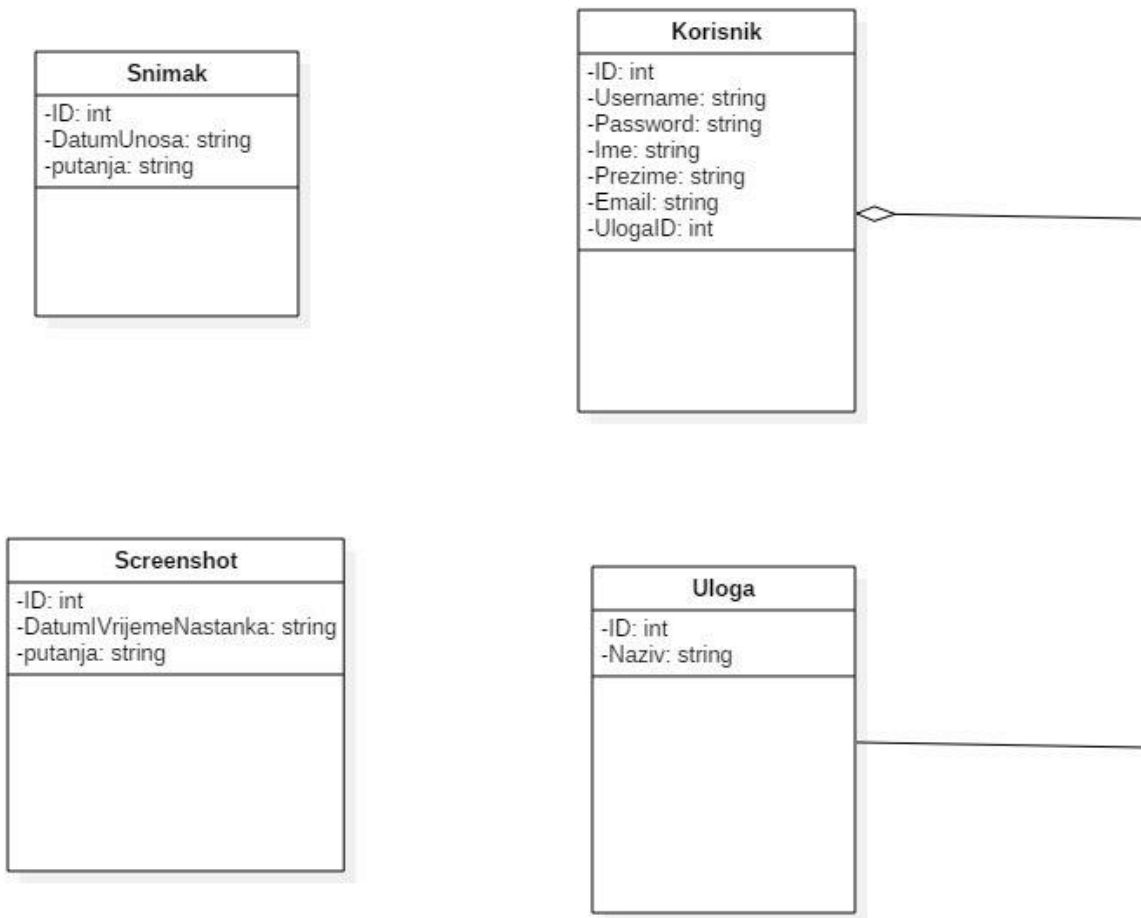 Snimak
-ID: int
-DatumUnosa: string
-putanja: string
Korisnik
-ID: int
-Username: string
-Password: string
-Ime: string
-Prezime: string
-Email: string
-UlogaID: int
Screenshot
-ID: int
-DatumIVrijemeNastanka: string
-putanja: string
Uloga
-ID: int
-Naziv: string